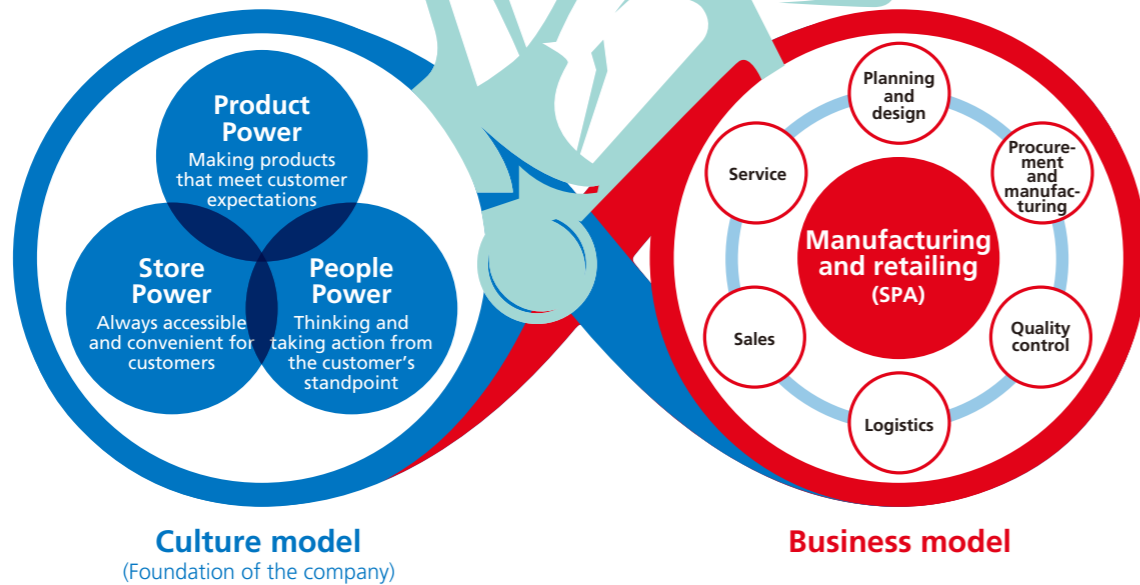 Product
Power
Making products
that meet customer
expectations
Store
Power
Always accessible
and convenient for
customers
People
Power
Thinking and
taking action from
the customer’s
standpoint
Culture model
(Foundation of the company)
Planning
and
design
Procure-
ment
and
manufac-
turing
Quality
control
Logistics
Sales
Service
Manufacturing
and retailing
(SPA)
Business model